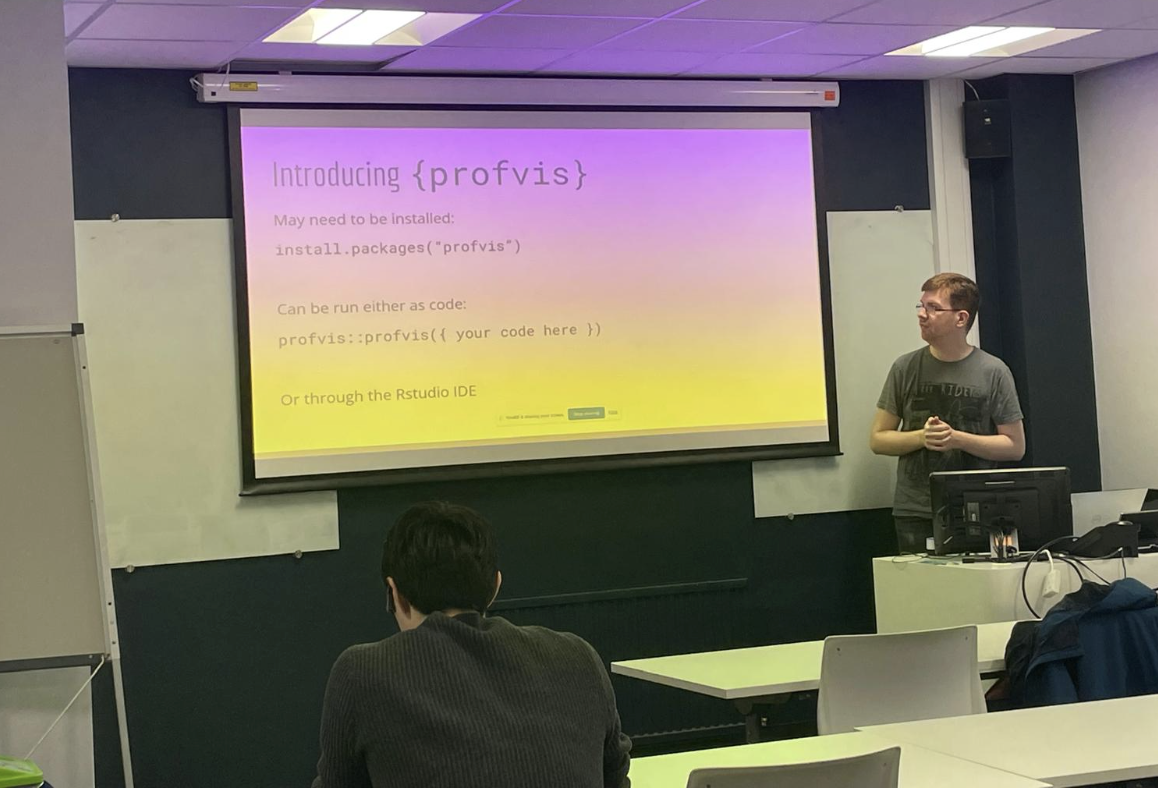 Introducing {profvis}
May need to be installed:
install.packages("profvis")
Can be run either as code:
profvis::profvis({ your code here })
Or through the Rstudio IDE